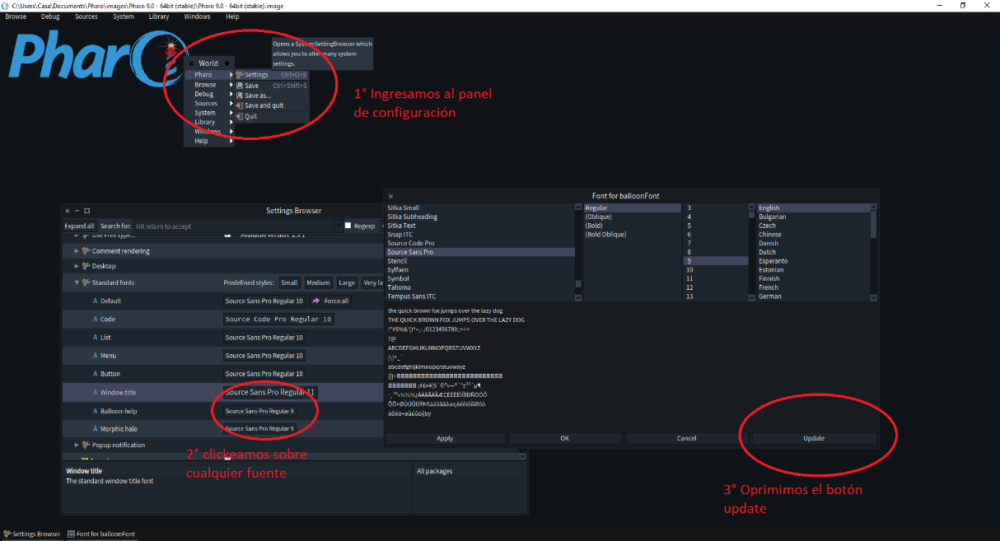 C:\Users\Casa\Documents\Pharo\images\Pharo 9.0 - 64bit (stable)\Pharo 9.0 - 64bit (stable).image
Browse Debug Sources System Library Windows Help
Pharo
Opens a SystemSettingBrowser which
allows you to alter many system
settings.
World
Pharo
Browse
Debug
Sources
System
Library
Windows
Help
Settings Ctrl+O+S
Save Ctrl+Shift+S
Save as...
Save and quit
Quit
1° Ingresamos al panel
de configuración
Settings Browser
Expand all Search for: Hit return to accept Regexp
Use Free type... Available version: 2.9.1
Comment rendering
Desktop
Standard fonts Predefined styles: Small Medium Large Very la
Default Source Sans Pro Regular 10 Force all
Code Source Code Pro Regular 10
List Source Sans Pro Regular 10
Menu Source Sans Pro Regular 10
Button Source Sans Pro Regular 10
Window title Source Sans Pro Regular 11
Balloon-help Source Sans Pro Regular 9
Morphic halo Source Sans Pro Regular 9
Popup notification
2° clickeamos sobre
cualquier fuente
Window title
The standard window title font
All packages
Font for balloonFont
Sitka Small
Sitka Subheading
Sitka Text
Snap ITC
Source Code Pro
Source Sans Pro
Stencil
Sylfaen
Symbol
Tahoma
Tempus Sans ITC
Regular
(Oblique)
(Bold)
(Bold Oblique)
3
4
5
6
7
8
9
10
11
12
13
English
Bulgarian
Czech
Chinese
Danish
Dutch
Esperanto
Estonian
Finnish
French
German
the quick brown fox jumps over the lazy dog
THE QUICK BROWN FOX JUMPS OVER THE LAZY DOG
!"#$%&'()*+,-./0123456789:;<=>
?@
ABCDEFGHIJKLMNOPQRSTUVWXYZ
[\]^_`
abcdefghijklmnopqrstuvwxyz
Apply OK Cancel Update
3° Oprimimos el botón
update
Settings Browser Font for balloonFont